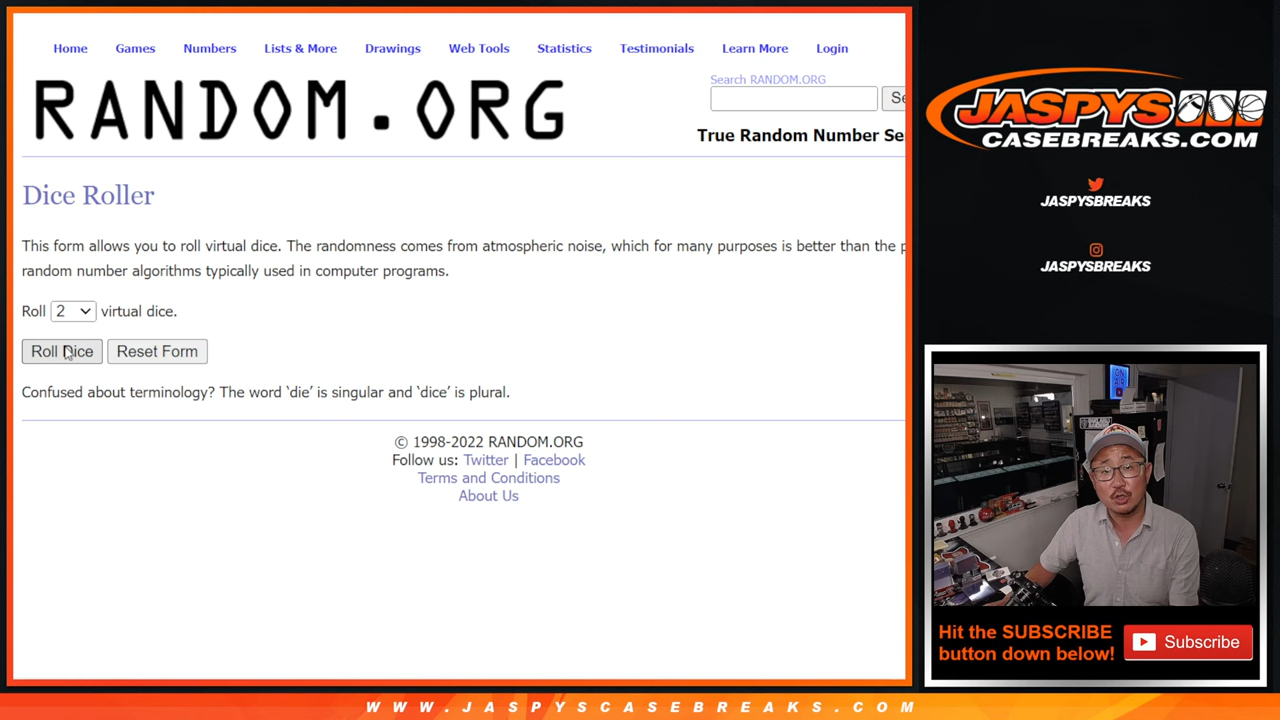 Home Games Numbers Lists & More Drawings Web Tools Statistics Testimonials Learn More Login
RANDOM.ORG
Search RANDOM.ORG
Se
True Random Number Se
Dice Roller
This form allows you to roll virtual dice. The randomness comes from atmospheric noise, which for many purposes is better than the p
random number algorithms typically used in computer programs.
Roll 2 virtual dice.
Roll Dice Reset Form
Confused about terminology? The word ‘die’ is singular and ‘dice’ is plural.
© 1998-2022 RANDOM.ORG
Follow us: Twitter | Facebook
Terms and Conditions
About Us
JASPYS
CASEBREAKS.COM
JASPYSBREAKS
JASPYSBREAKS
ON
AIR
Hit the SUBSCRIBE
button down below!
Subscribe
WWW.JASPYSCASEBREAKS.COM